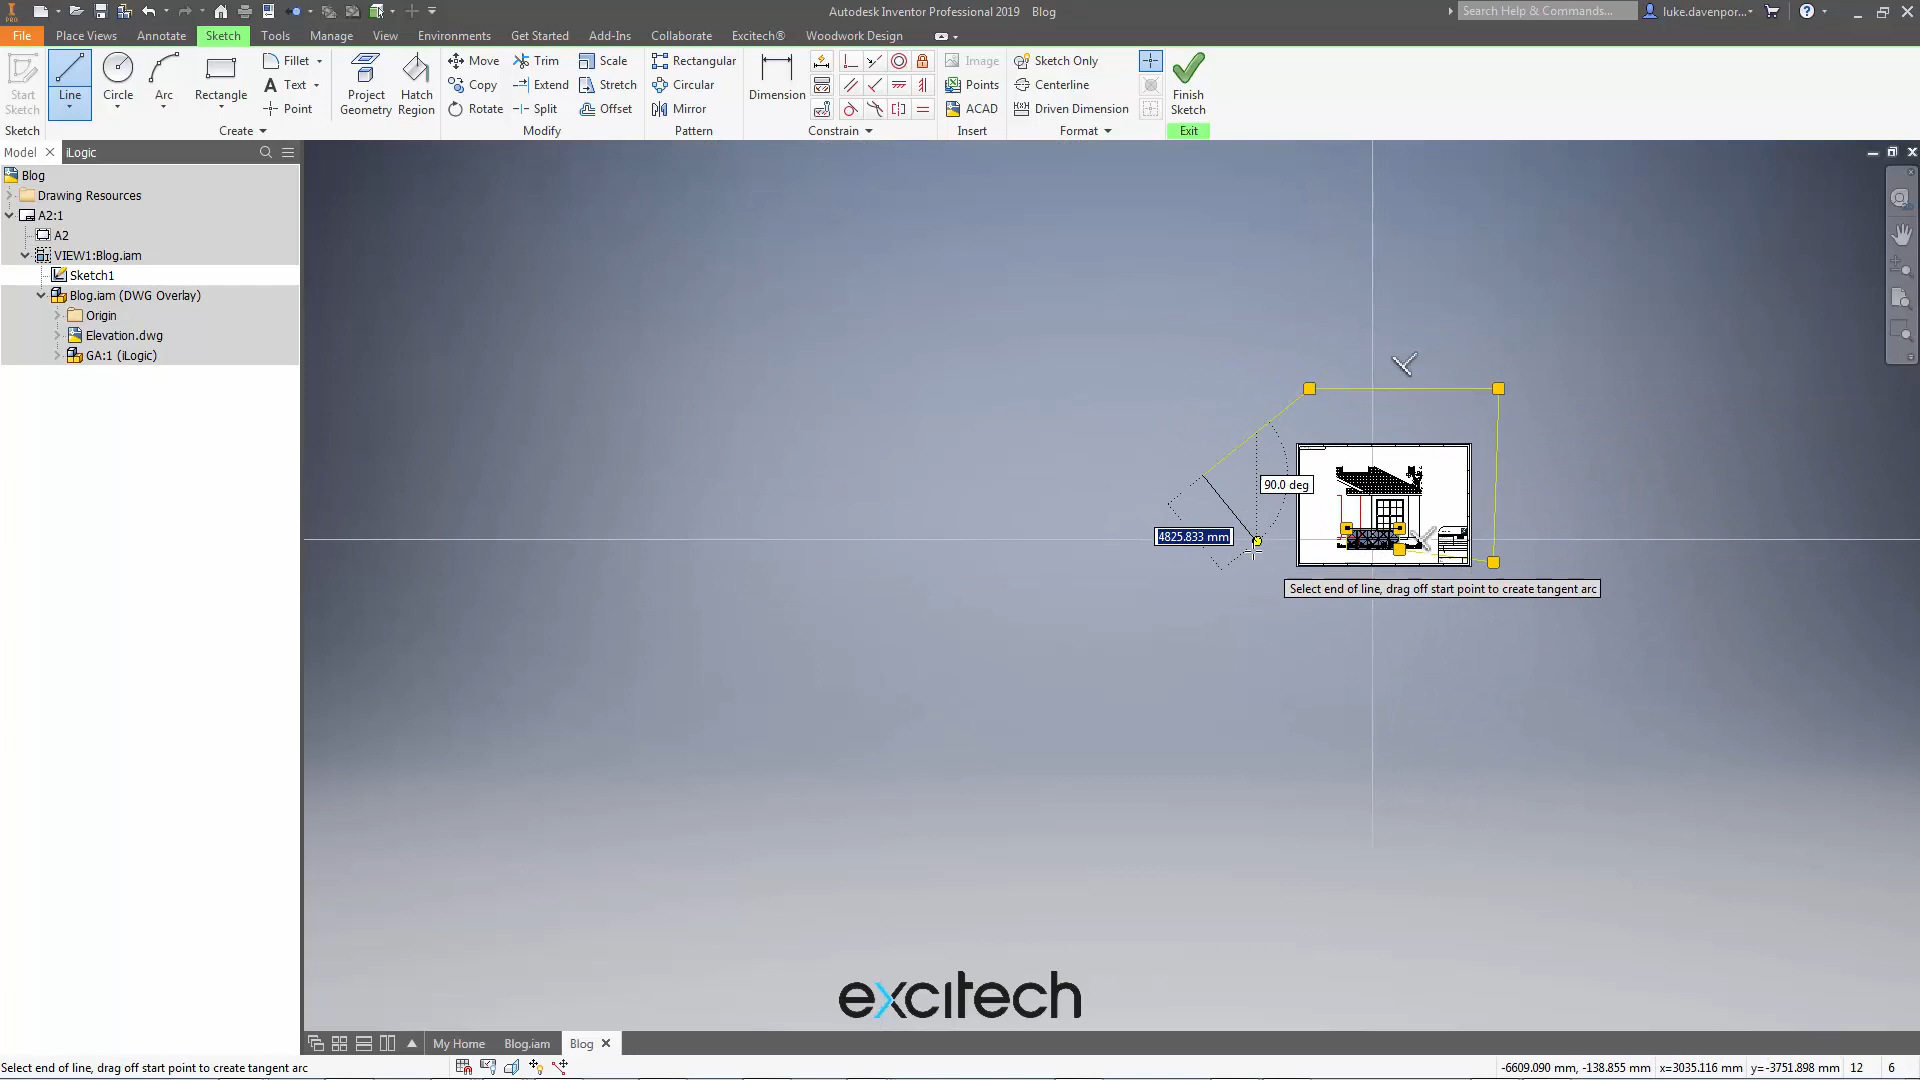 PRO
Autodesk Inventor Professional 2019 Blog
Search Help & Commands...
luke.davenpor...
File
Place Views
Annotate
Sketch
Tools
Manage
View
Environments
Get Started
Add-Ins
Collaborate
Excitech®
Woodwork Design
Start
Sketch
Line
Circle
Arc
Rectangle
Fillet
Text
Point
Project
Geometry
Hatch
Region
Move
Copy
Rotate
Trim
Extend
Split
Scale
Stretch
Offset
Rectangular
Circular
Mirror
Dimension
Image
Points
ACAD
Sketch Only
Centerline
Driven Dimension
Finish
Sketch
Sketch
Create
Modify
Pattern
Constrain
Insert
Format
Exit
Model
iLogic
Blog
Drawing Resources
A2:1
A2
VIEW1:Blog.iam
Sketch1
Blog.iam (DWG Overlay)
Origin
Elevation.dwg
GA:1 (iLogic)
90.0 deg
4825.833 mm
Select end of line, drag off start point to create tangent arc
excitech
My Home
Blog.iam
Blog
Select end of line, drag off start point to create tangent arc
-6609.090 mm, -138.855 mm
x=3035.116 mm
y=-3751.898 mm
12
6